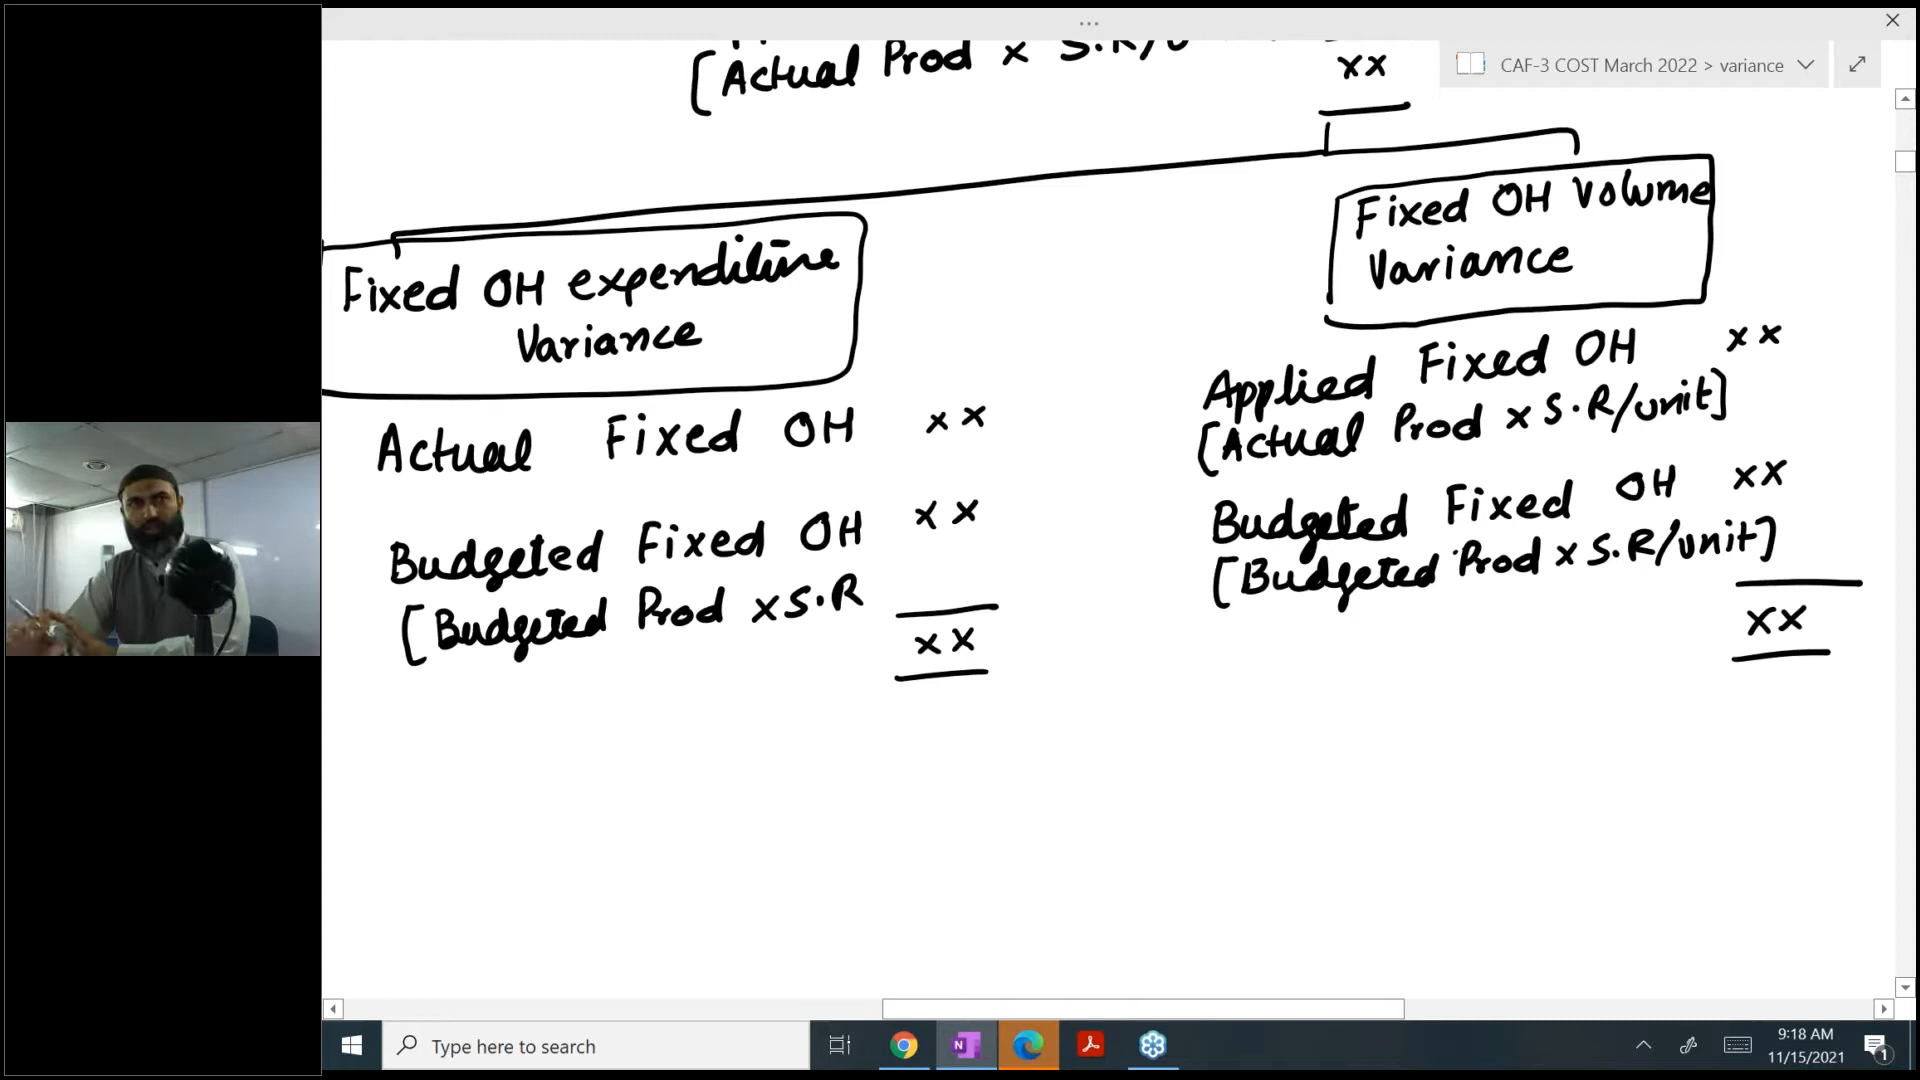 [Actual Prod x S.R/U
xx
CAF-3 COST March 2022 > variance
Fixed OH expenditure
Variance
Actual Fixed OH xx
Budgeted Fixed OH xx
[Budgeted Prod x S.R
xx
Fixed OH Volume
Variance
Applied Fixed OH xx
[Actual Prod x S.R/unit]
Budgeted Fixed OH xx
[Budgeted Prod x S.R/unit]
xx
Type here to search
9:18 AM
11/15/2021
1